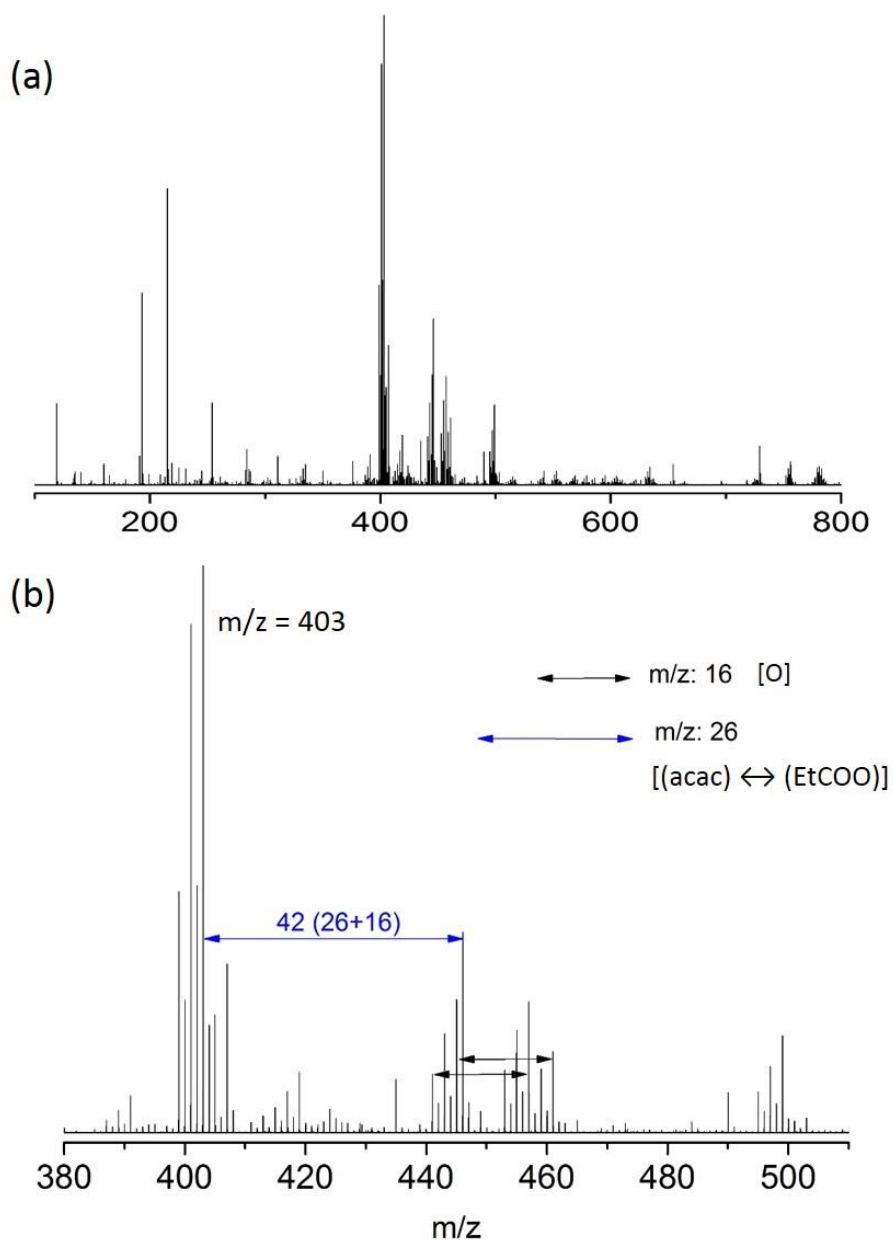 (a)
200 400 600 800
(b)
m/z = 403
m/z: 16 [O]
m/z: 26
[(acac) ↔ (EtCOO)]
42 (26+16)
380 400 420 440 460 480 500
m/z